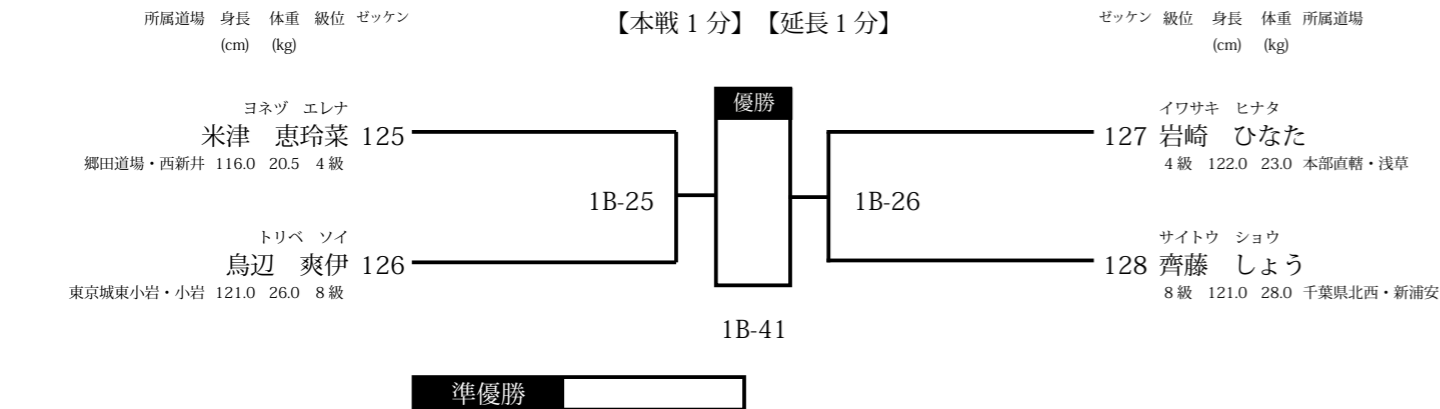 所属道場 身長 体重 級位 ゼッケン 【本戦 1 分】【延長 1 分】 ゼッケン 級位 身長 体重 所属道場
(cm) (kg) (cm) (kg)
優勝
ヨネヅ エレナ
米津 恵玲菜 125
郷田道場・西新井 116.0 20.5 4 級
イワサキ ヒナタ
127 岩崎 ひなた
4 級 122.0 23.0 本部直轄・浅草
1B-25
1B-26
トリベ ソイ
鳥辺 爽伊 126
東京城東小岩・小岩 121.0 26.0 8 級
サイトウ ショウ
128 齊藤 しょう
8 級 121.0 28.0 千葉県北西・新浦安
1B-41
準優勝